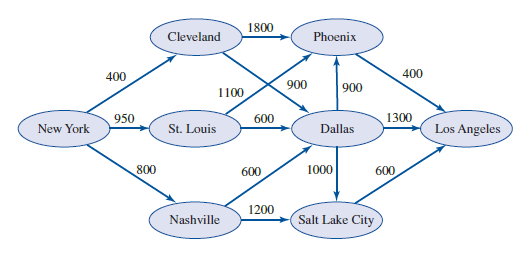 1800
Cleveland
Phoenix
400
400
1100
900
900
950
600
1300
New York
St. Louis
Dallas
Los Angeles
800
600
1000
600
1200
Nashville
Salt Lake City